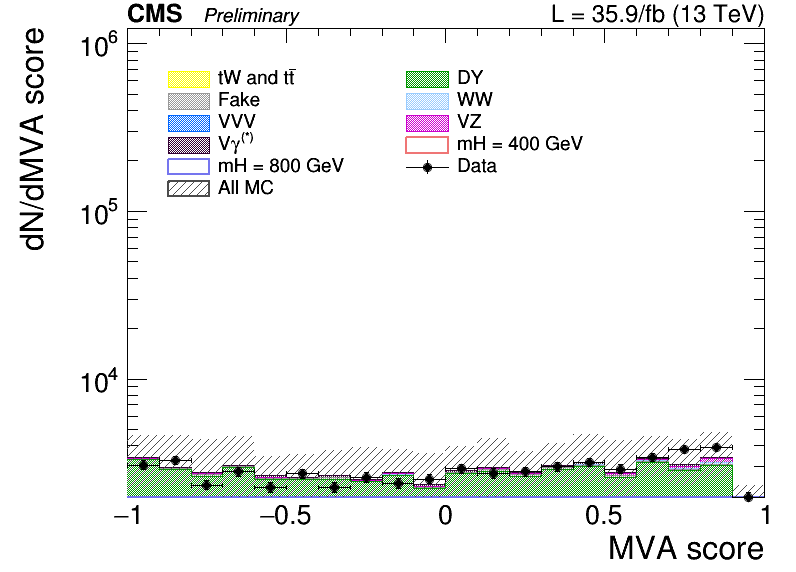 CMS Preliminary L = 35.9/fb (13 TeV)
dN/dMVA score
10⁶
10⁵
10⁴
tW and tt̅ DY
Fake WW
VVV VZ
Vγ⁽*⁾ mH = 400 GeV
mH = 800 GeV Data
All MC
−1 −0.5 0 0.5 1
MVA score